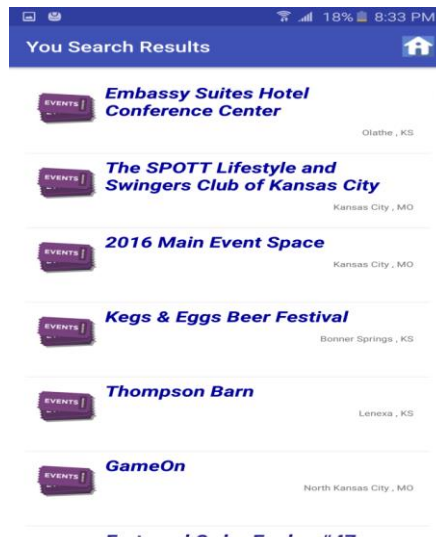 18% 8:33 PM
You Search Results
EVENTS
Embassy Suites Hotel
Conference Center
Olathe , KS
EVENTS
The SPOTT Lifestyle and
Swingers Club of Kansas City
Kansas City , MO
EVENTS
2016 Main Event Space
Kansas City , MO
EVENTS
Kegs & Eggs Beer Festival
Bonner Springs , KS
EVENTS
Thompson Barn
Lenexa , KS
EVENTS
GameOn
North Kansas City , MO